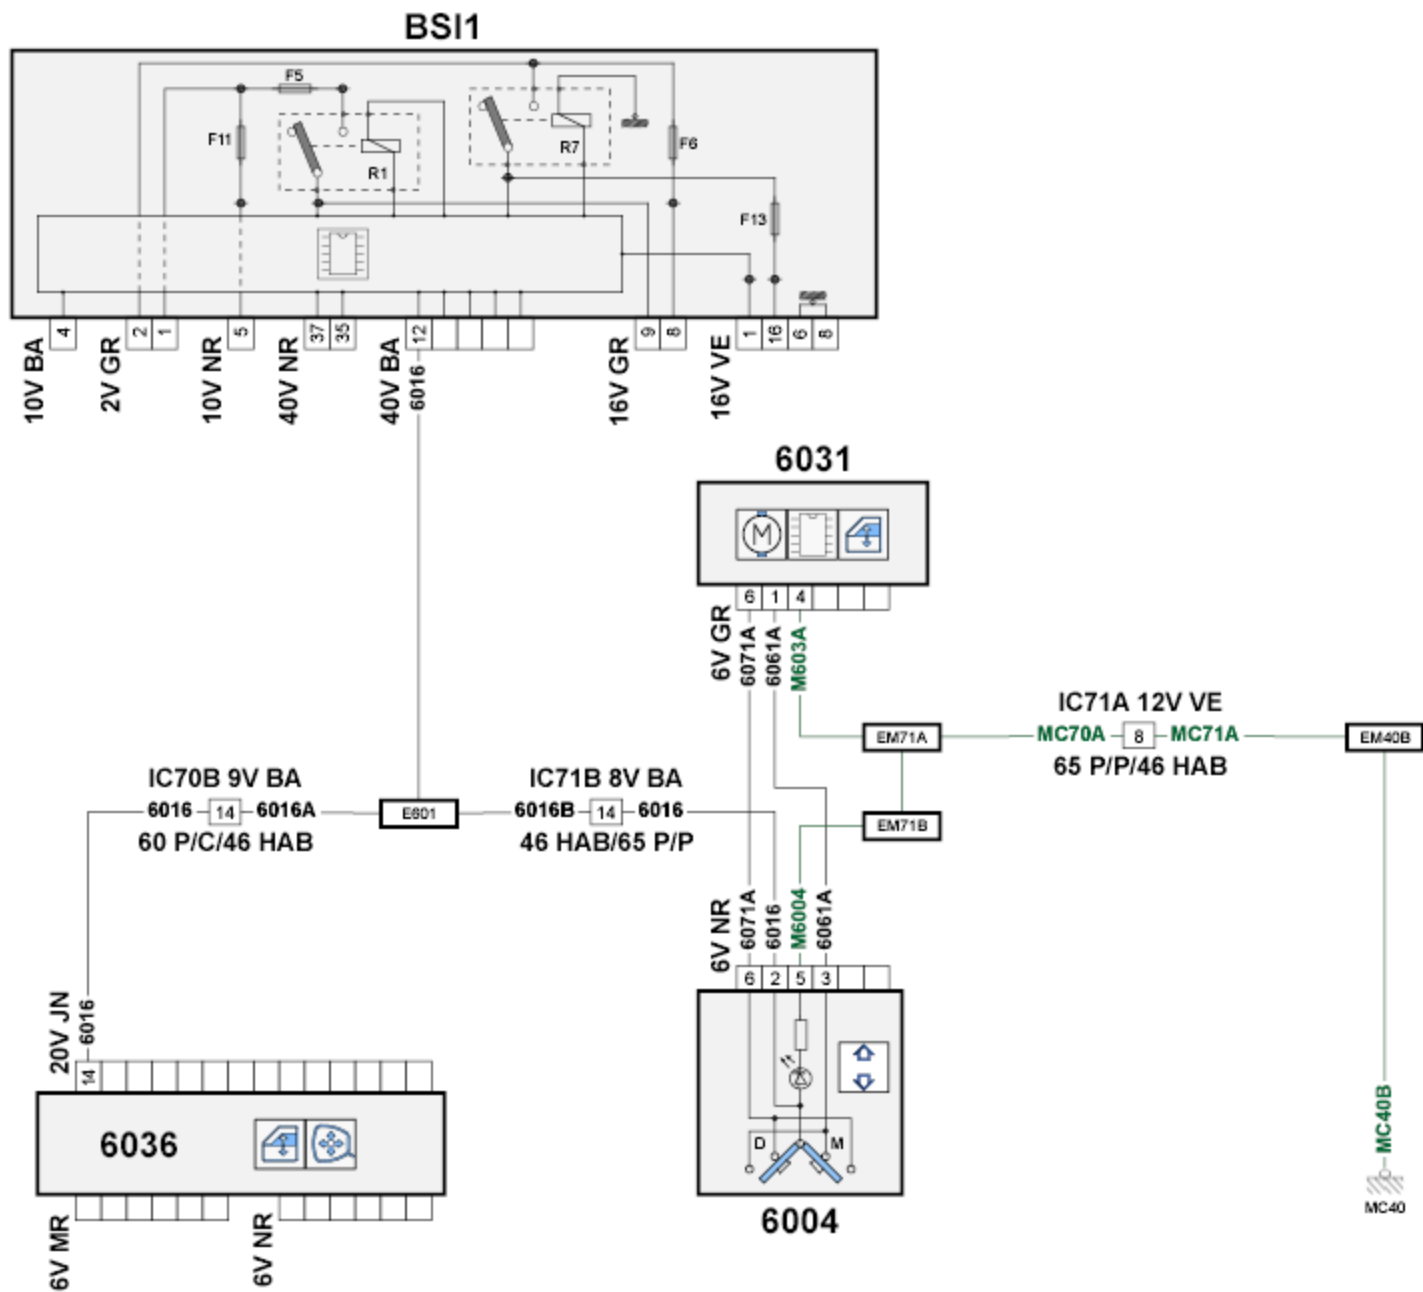 BSI1
F5
F11
R1
R7
F6
F13
4
2
1
5
37
35
12
9
8
1
16
6
8
10V BA
2V GR
10V NR
40V NR
40V BA
6016
16V GR
16V VE
6031
M
6
1
4
6V GR
6071A
6061A
M603A
IC71A 12V VE
EM71A
MC70A
8
MC71A
EM40B
65 P/P/46 HAB
IC70B 9V BA
IC71B 8V BA
6016
14
6016A
E601
6016B
14
6016
EM71B
60 P/C/46 HAB
46 HAB/65 P/P
6V NR
6071A
6016
M6004
6061A
6
2
5
3
20V JN
6016
14
6036
D
M
6004
MC40B
MC40
6V MR
6V NR